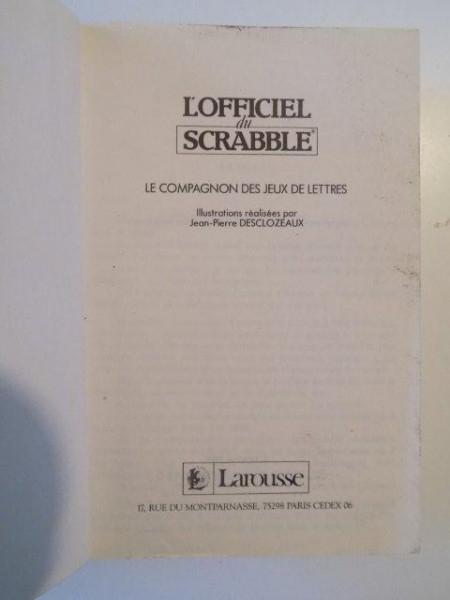 L'OFFICIEL
du
SCRABBLE®
LE COMPAGNON DES JEUX DE LETTRES
Illustrations réalisées par
Jean-Pierre DESCLOZEAUX
Larousse
17, RUE DU MONTPARNASSE, 75298 PARIS CEDEX 06